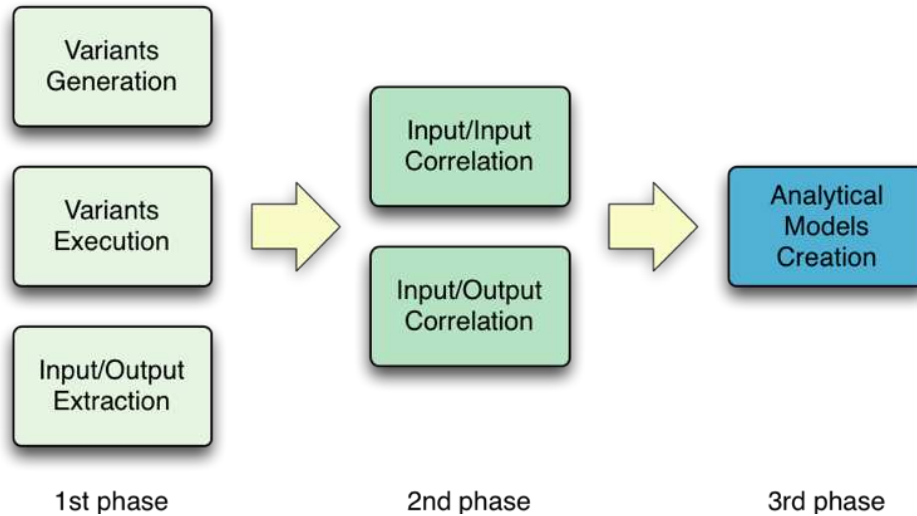 Variants
Generation
Variants
Execution
Input/Output
Extraction
1st phase
Input/Input
Correlation
Input/Output
Correlation
2nd phase
Analytical
Models
Creation
3rd phase